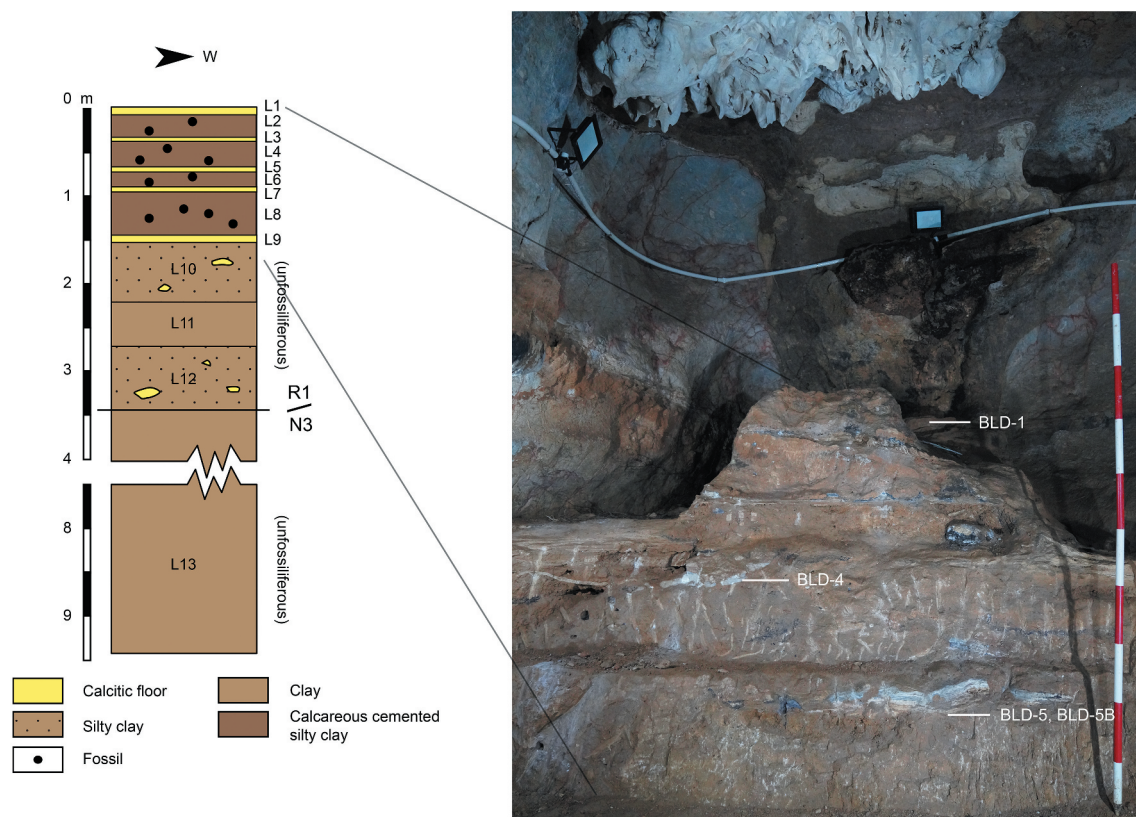 W
0 m
L1
L2
L3
L4
L5
L6
L7
1
L8
L9
L10
2
(unfossiliferous)
L11
3
L12
R1
N3
4
8
L13
(unfossiliferous)
9
Calcitic floor
Clay
Silty clay
Calcareous cemented
silty clay
Fossil
BLD-1
BLD-4
BLD-5, BLD-5B